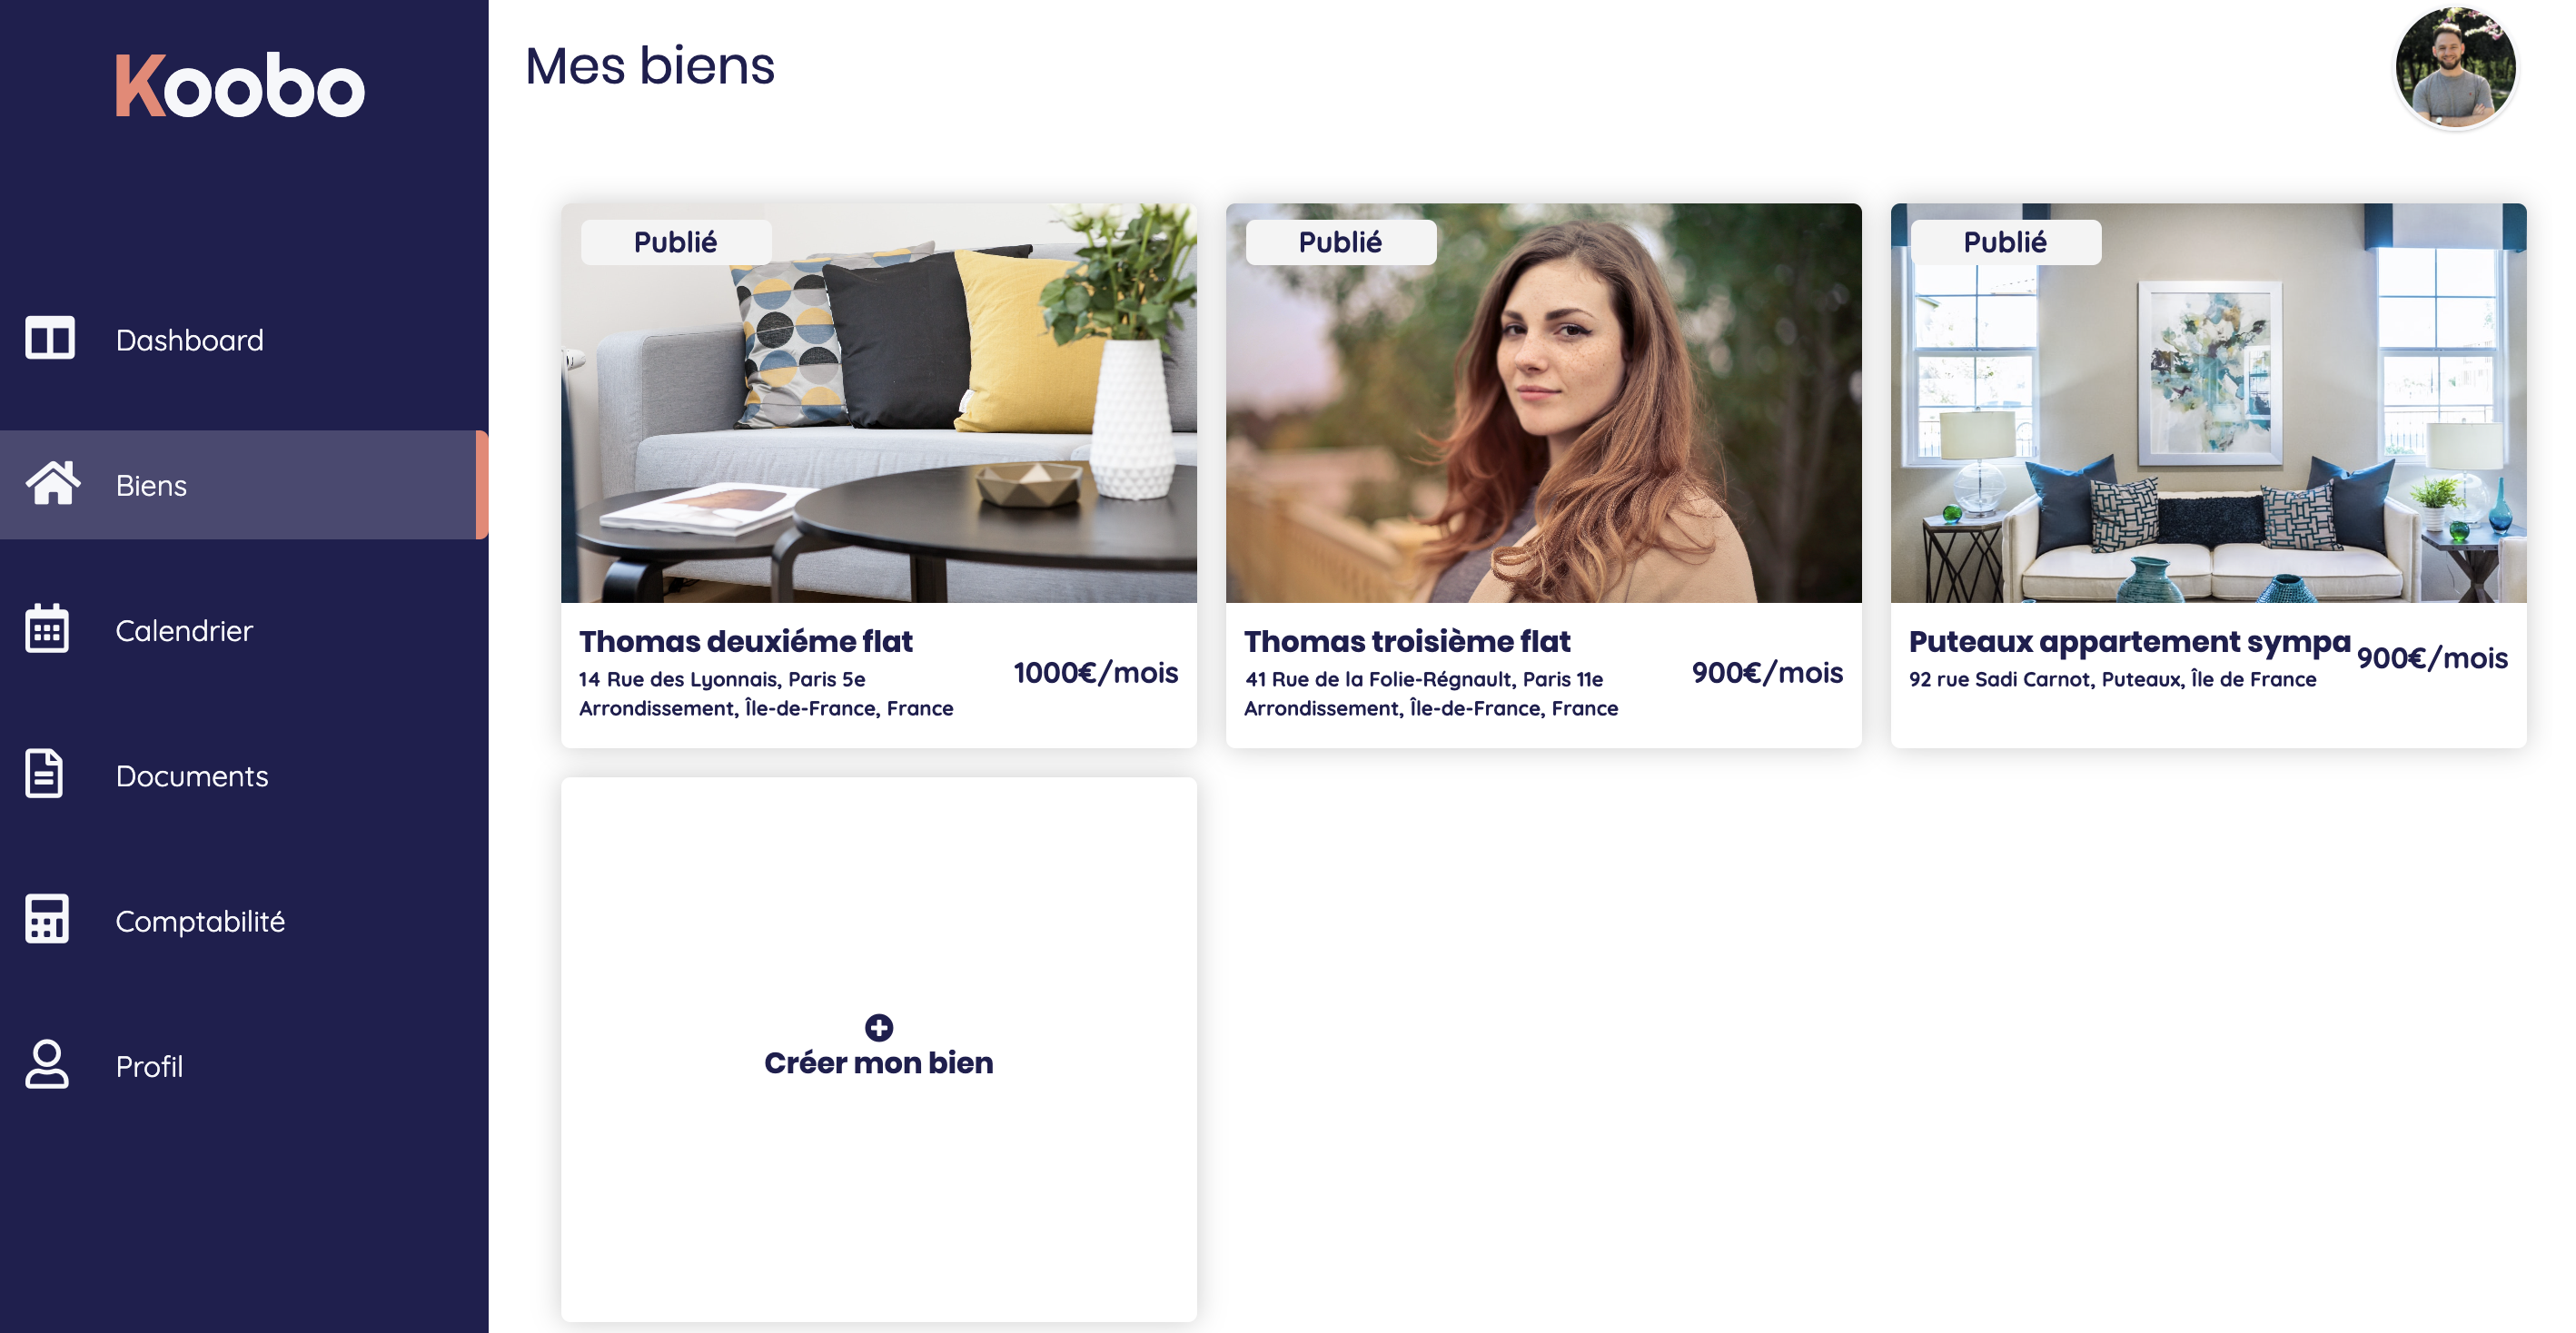 Koobo
Mes biens
Dashboard
Biens
Calendrier
Documents
Comptabilité
Profil
Publié
Thomas deuxiéme flat
14 Rue des Lyonnais, Paris 5e
Arrondissement, Île-de-France, France
1000€/mois
Publié
Thomas troisième flat
41 Rue de la Folie-Régnault, Paris 11e
Arrondissement, Île-de-France, France
900€/mois
Publié
Puteaux appartement sympa
92 rue Sadi Carnot, Puteaux, Île de France
900€/mois
Créer mon bien